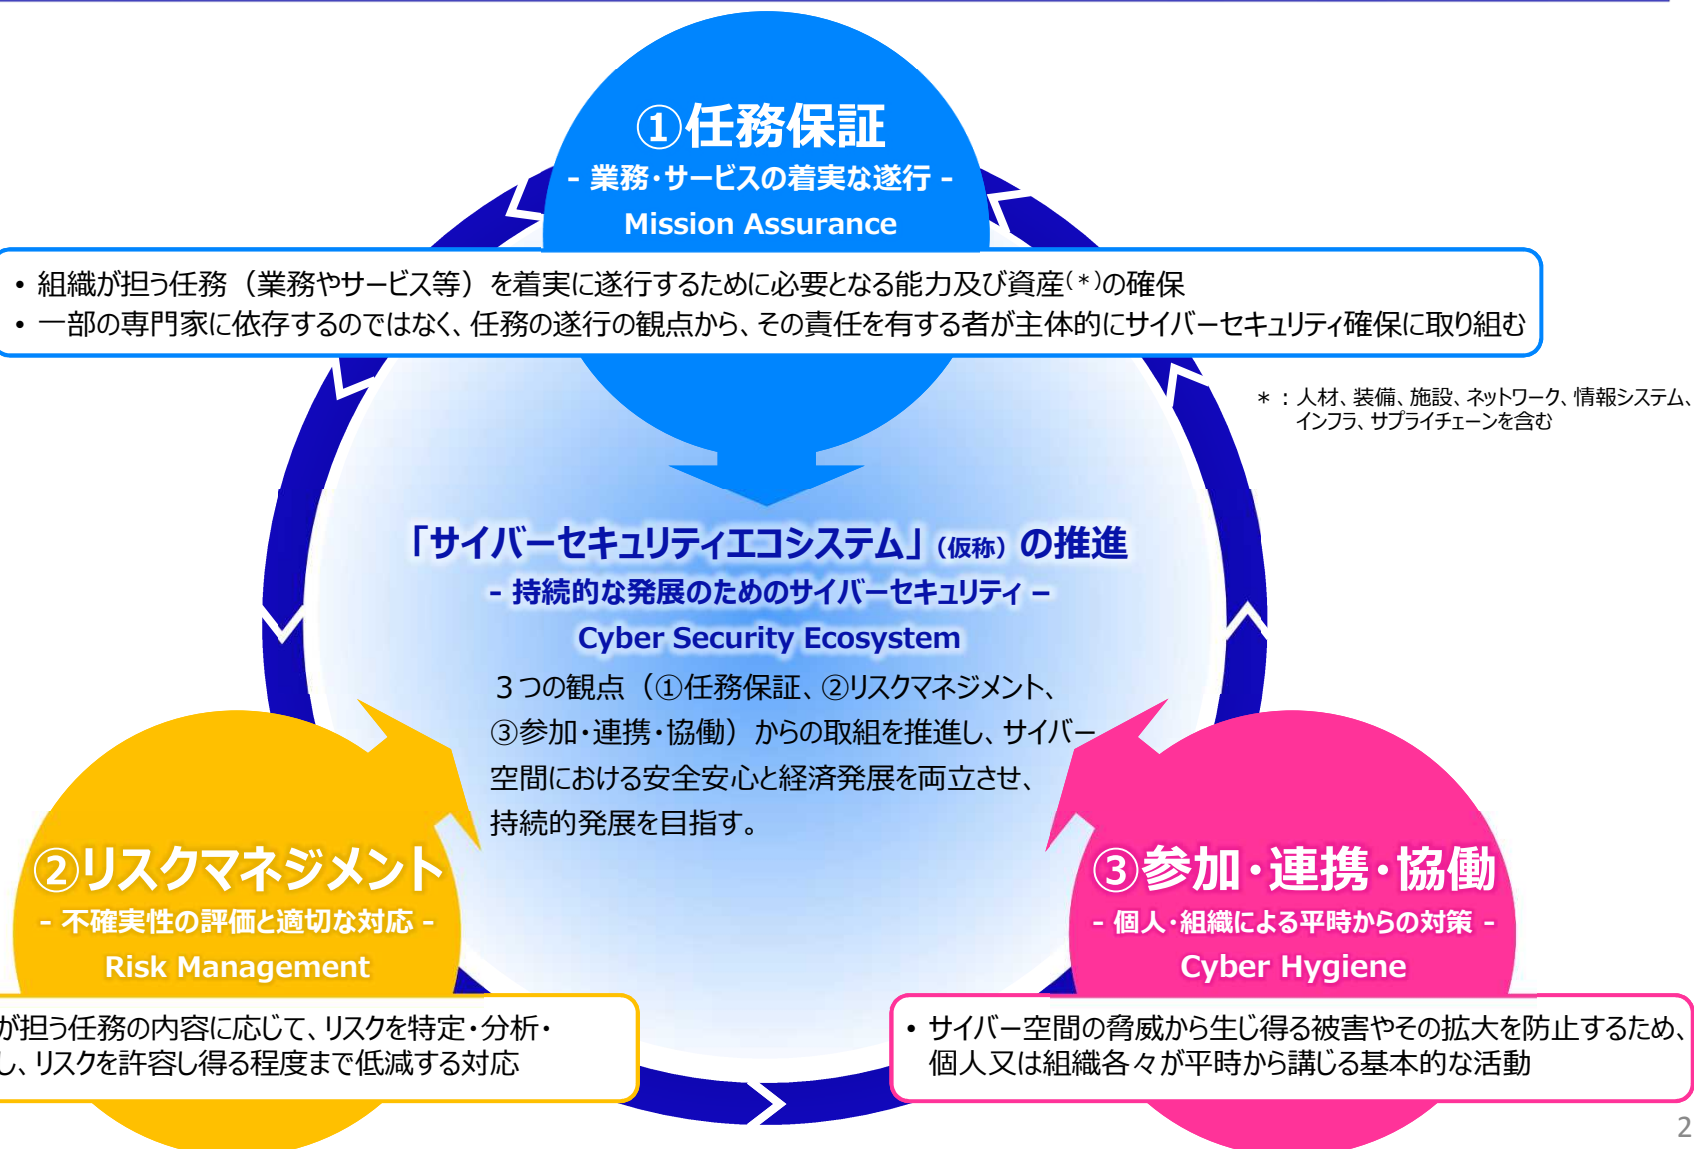 ①任務保証
- 業務・サービスの着実な遂行 -
Mission Assurance
• 組織が担う任務（業務やサービス等）を着実に遂行するために必要となる能力及び資産(*)の確保
• 一部の専門家に依存するのではなく、任務の遂行の観点から、その責任を有する者が主体的にサイバーセキュリティ確保に取り組む
*：人材、装備、施設、ネットワーク、情報システム、
インフラ、サプライチェーンを含む
「サイバーセキュリティエコシステム」（仮称）の推進
- 持続的な発展のためのサイバーセキュリティ –
Cyber Security Ecosystem
３つの観点（①任務保証、②リスクマネジメント、
③参加・連携・協働）からの取組を推進し、サイバー
空間における安全安心と経済発展を両立させ、
持続的発展を目指す。
②リスクマネジメント
- 不確実性の評価と適切な対応 -
Risk Management
が担う任務の内容に応じて、リスクを特定・分析・
し、リスクを許容し得る程度まで低減する対応
③参加・連携・協働
- 個人・組織による平時からの対策 -
Cyber Hygiene
• サイバー空間の脅威から生じ得る被害やその拡大を防止するため、
個人又は組織各々が平時から講じる基本的な活動
2